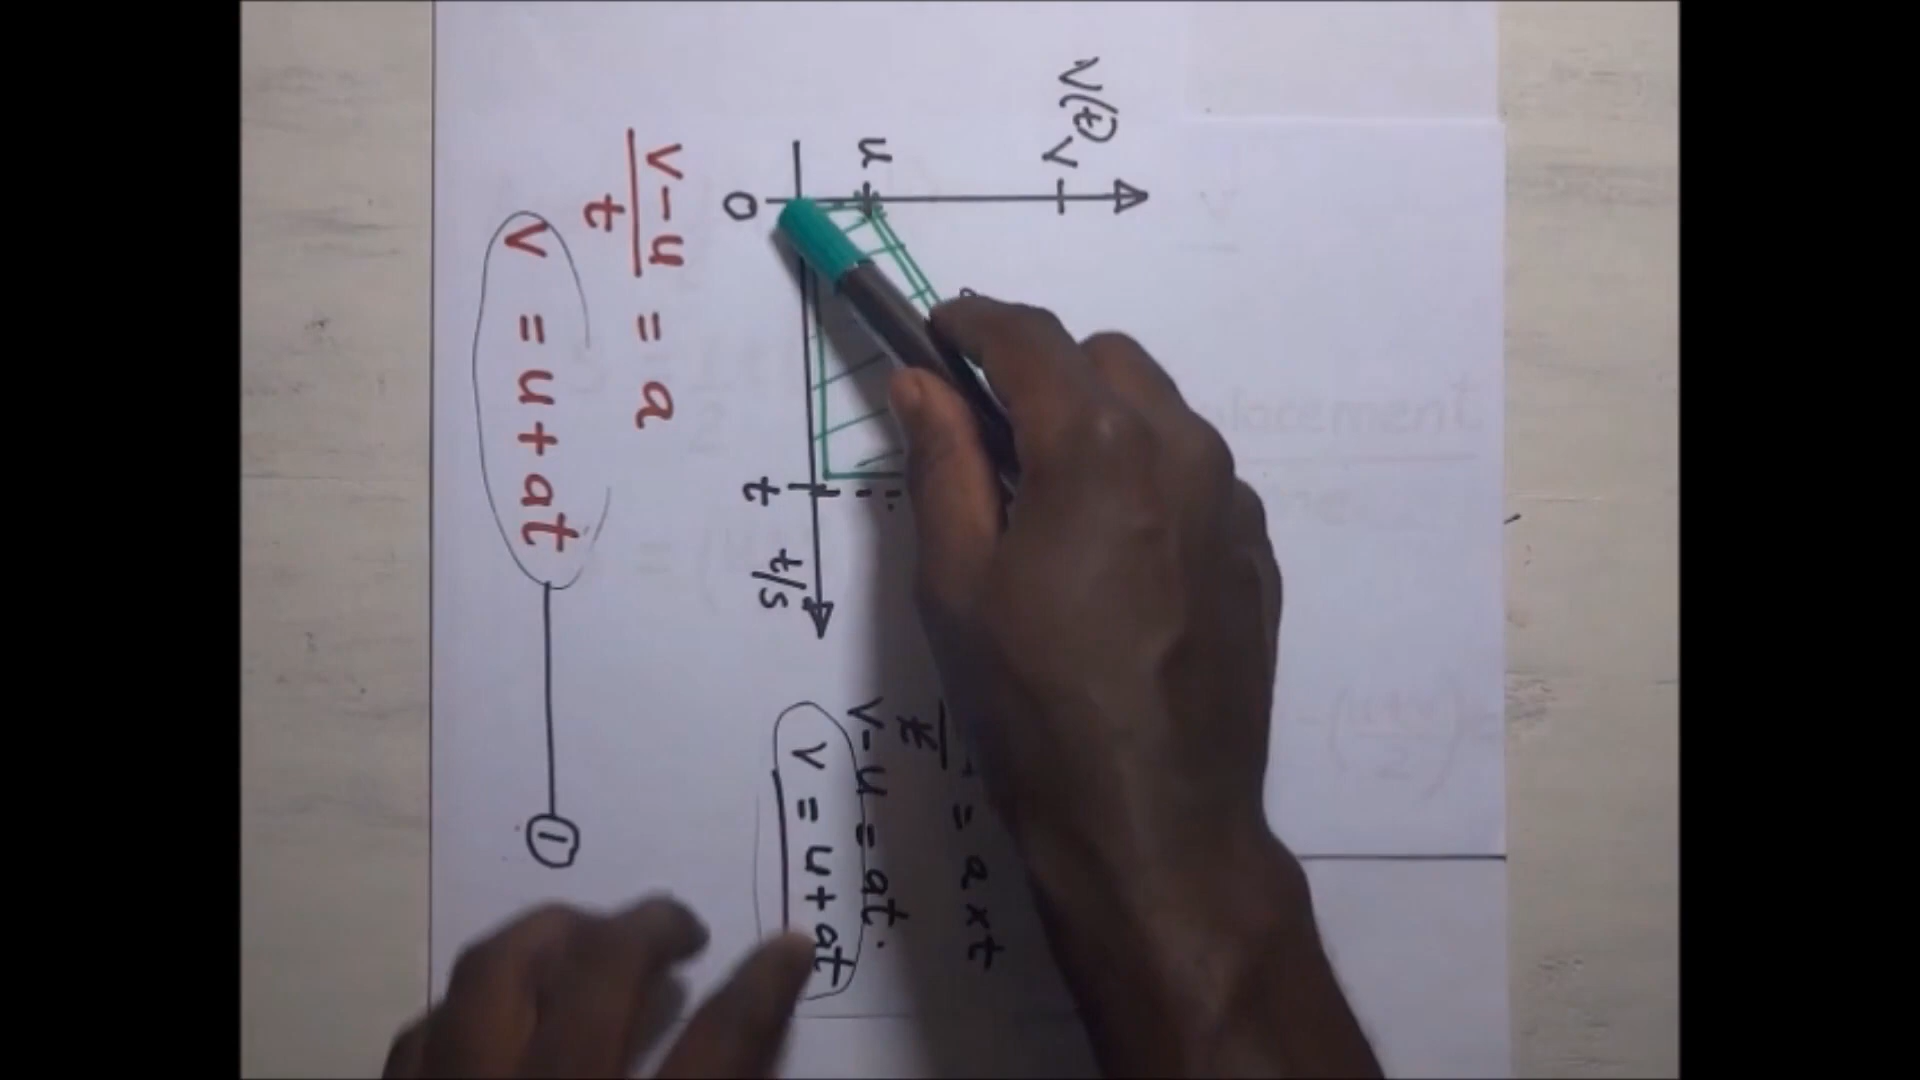 V(t)
v
u
0
t
t/s
v-u/t = a
v = u+at
①
= a x t
t
v-u = at.
v = u+at